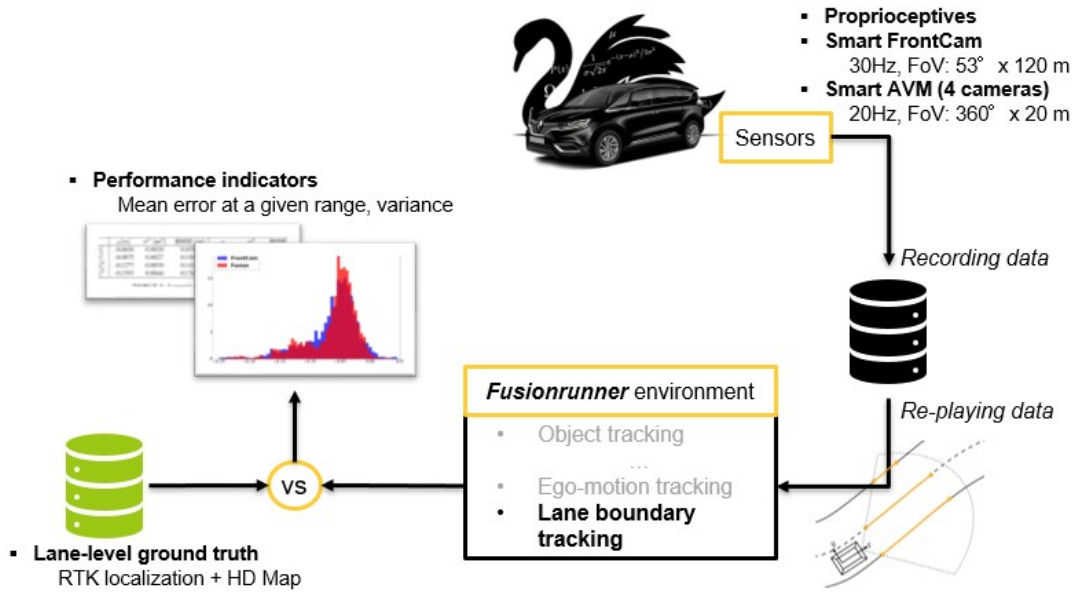 ▪ Proprioceptives
▪ Smart FrontCam
30Hz, FoV: 53° x 120 m
▪ Smart AVM (4 cameras)
20Hz, FoV: 360° x 20 m
Sensors
▪ Performance indicators
Mean error at a given range, variance
FrontCam
Fusion
Recording data
Fusionrunner environment
• Object tracking
...
• Ego-motion tracking
• Lane boundary
tracking
Re-playing data
vs
▪ Lane-level ground truth
RTK localization + HD Map